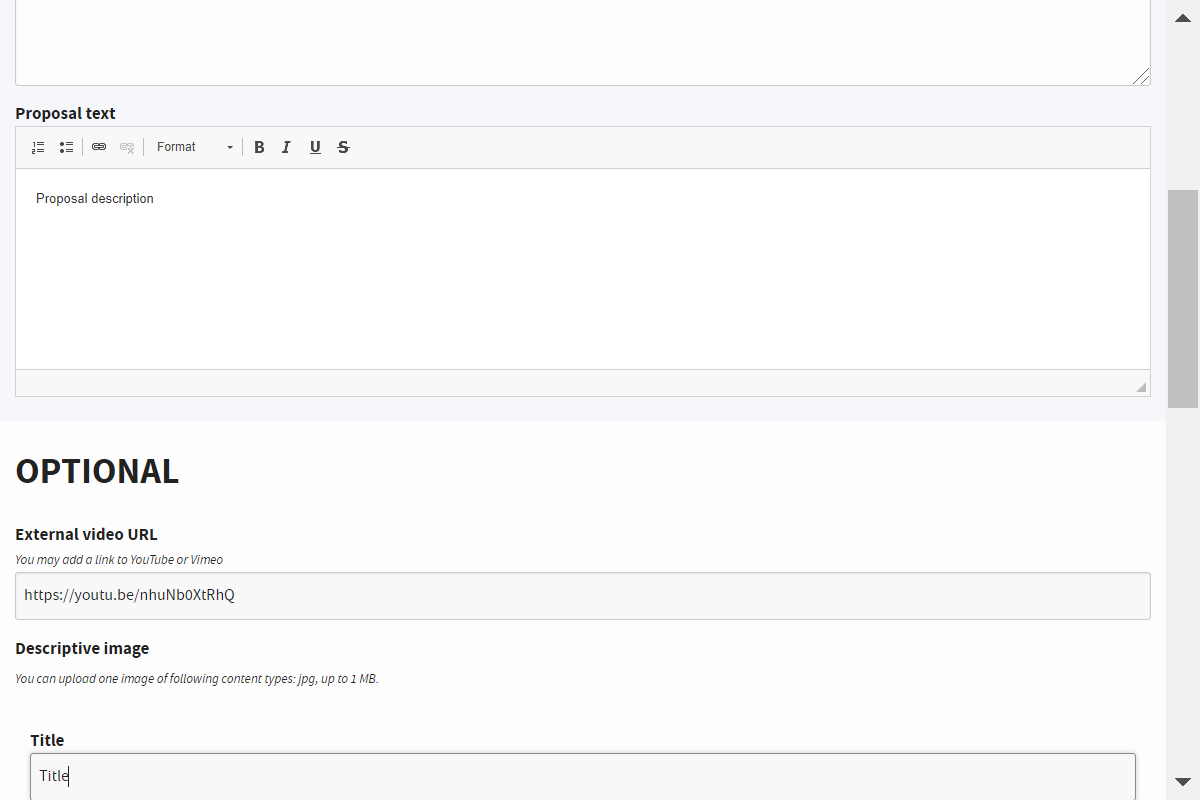 Proposal text
Format
B I U S
Proposal description
OPTIONAL
External video URL
You may add a link to YouTube or Vimeo
https://youtu.be/nhuNb0XtRhQ
Descriptive image
You can upload one image of following content types: jpg, up to 1 MB.
Title
Title